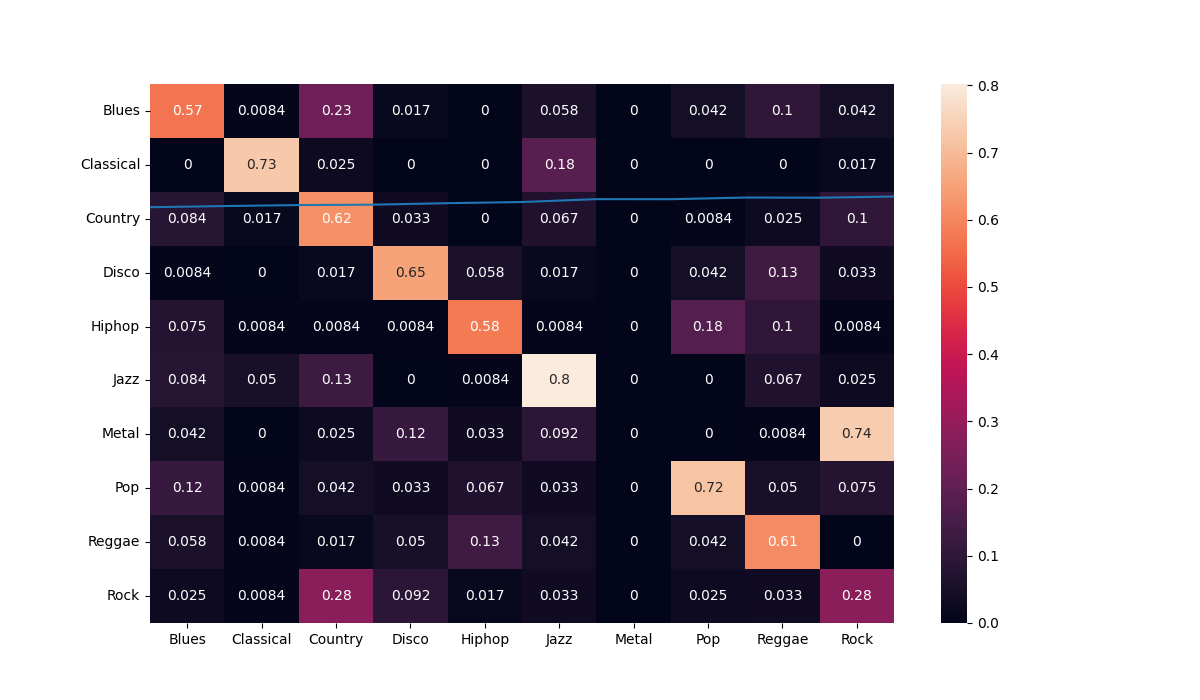 Blues 0.57 0.0084 0.23 0.017 0 0.058 0 0.042 0.1 0.042
Classical 0 0.73 0.025 0 0 0.18 0 0 0 0.017
Country 0.084 0.017 0.62 0.033 0 0.067 0 0.0084 0.025 0.1
Disco 0.0084 0 0.017 0.65 0.058 0.017 0 0.042 0.13 0.033
Hiphop 0.075 0.0084 0.0084 0.0084 0.58 0.0084 0 0.18 0.1 0.0084
Jazz 0.084 0.05 0.13 0 0.0084 0.8 0 0 0.067 0.025
Metal 0.042 0 0.025 0.12 0.033 0.092 0 0 0.0084 0.74
Pop 0.12 0.0084 0.042 0.033 0.067 0.033 0 0.72 0.05 0.075
Reggae 0.058 0.0084 0.017 0.05 0.13 0.042 0 0.042 0.61 0
Rock 0.025 0.0084 0.28 0.092 0.017 0.033 0 0.025 0.033 0.28
Blues Classical Country Disco Hiphop Jazz Metal Pop Reggae Rock
0.8
0.7
0.6
0.5
0.4
0.3
0.2
0.1
0.0